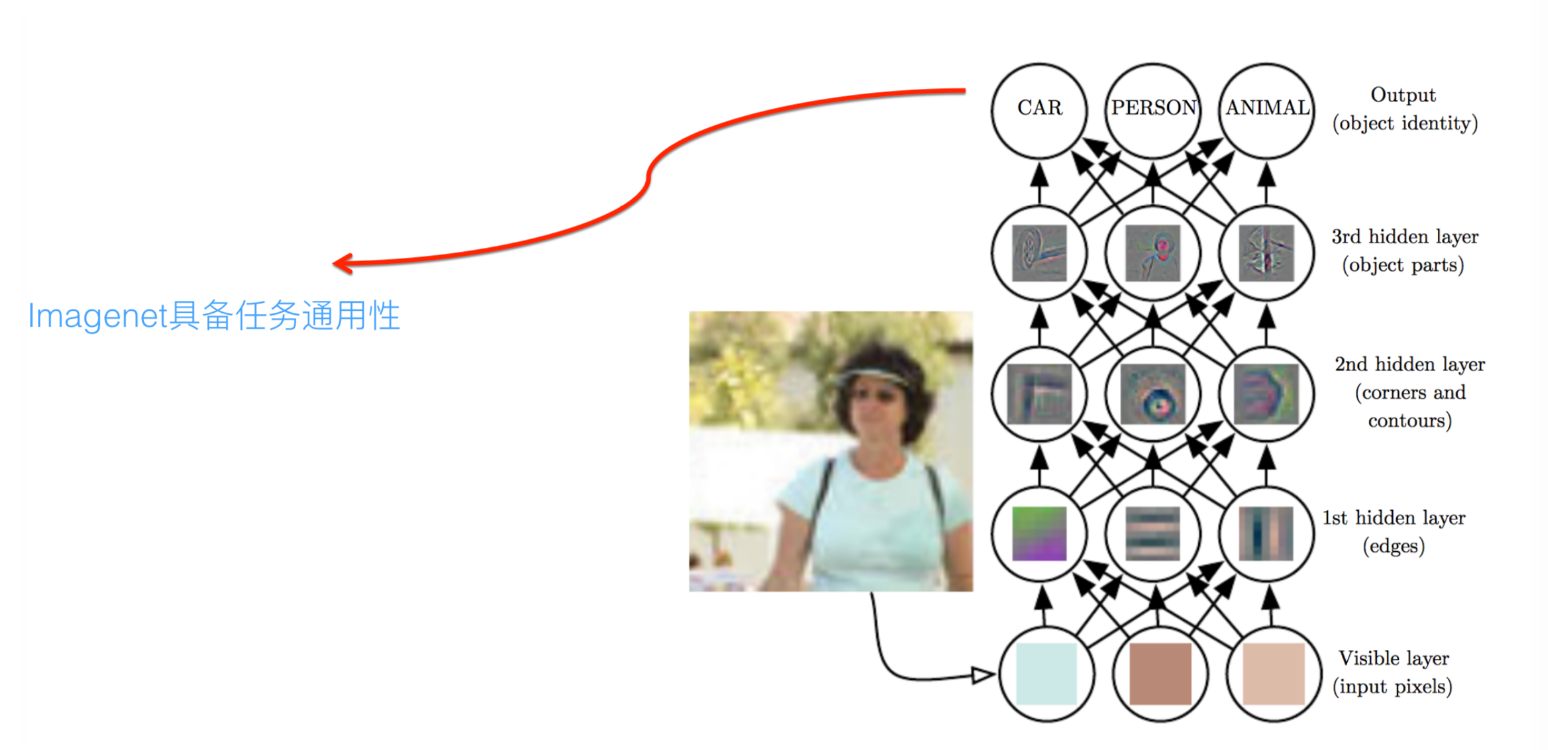 CAR
PERSON
ANIMAL
Output
(object identity)
3rd hidden layer
(object parts)
Imagenet具备任务通用性
2nd hidden layer
(corners and
contours)
1st hidden layer
(edges)
Visible layer
(input pixels)